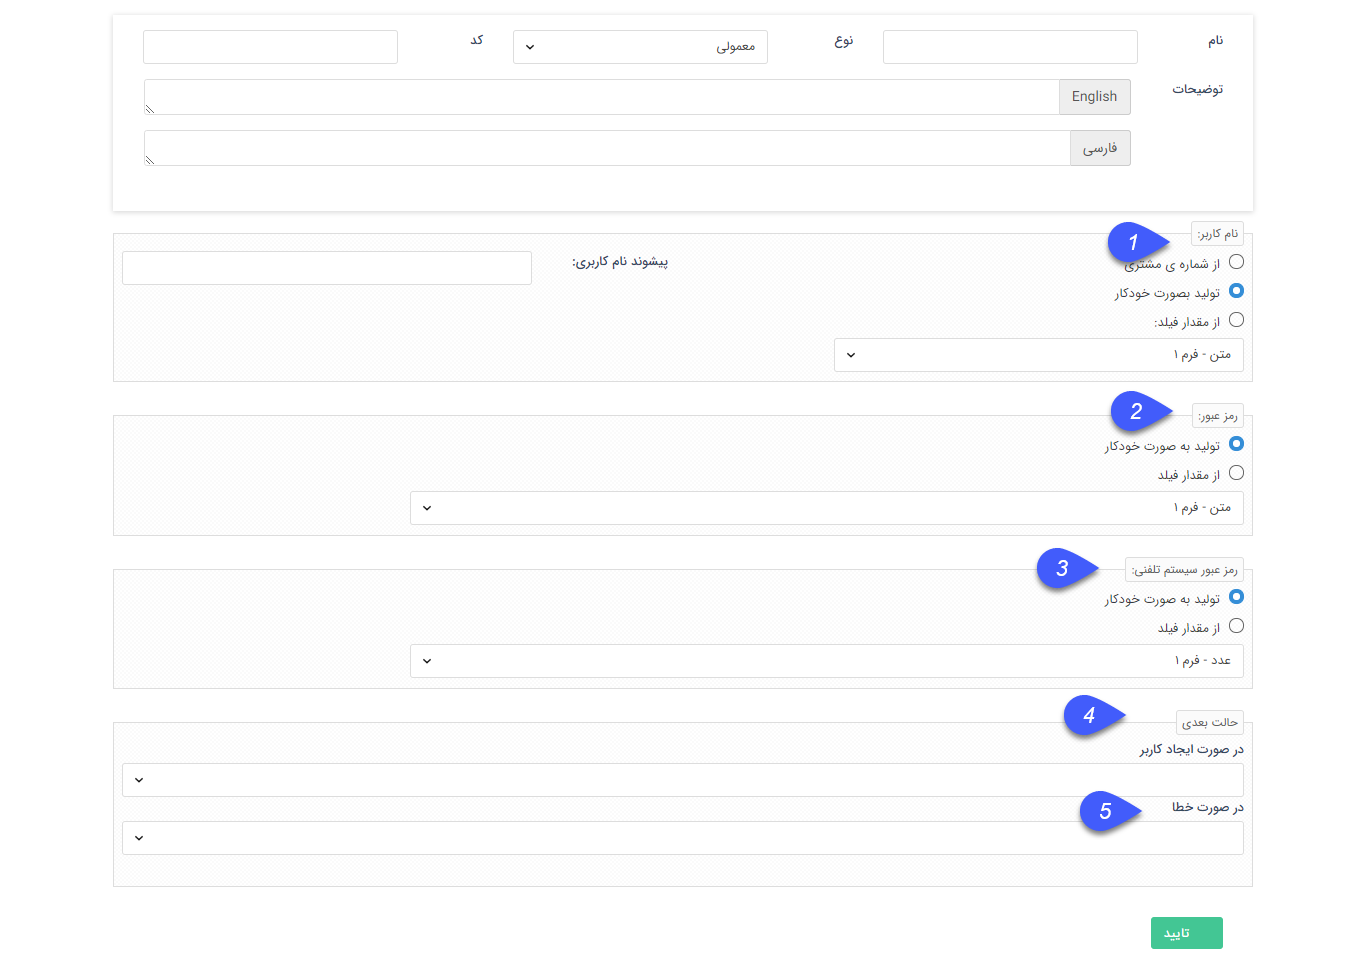 نام
نوع
معمولی
کد
توضیحات
English
فارسی
نام کاربر:
1
از شماره ی مشتری
پیشوند نام کاربری:
تولید بصورت خودکار
از مقدار فیلد:
متن - فرم ۱
رمز عبور:
2
تولید به صورت خودکار
از مقدار فیلد
متن - فرم ۱
رمز عبور سیستم تلفنی:
3
تولید به صورت خودکار
از مقدار فیلد
عدد - فرم ۱
حالت بعدی
4
در صورت ایجاد کاربر
در صورت خطا
5
تایید